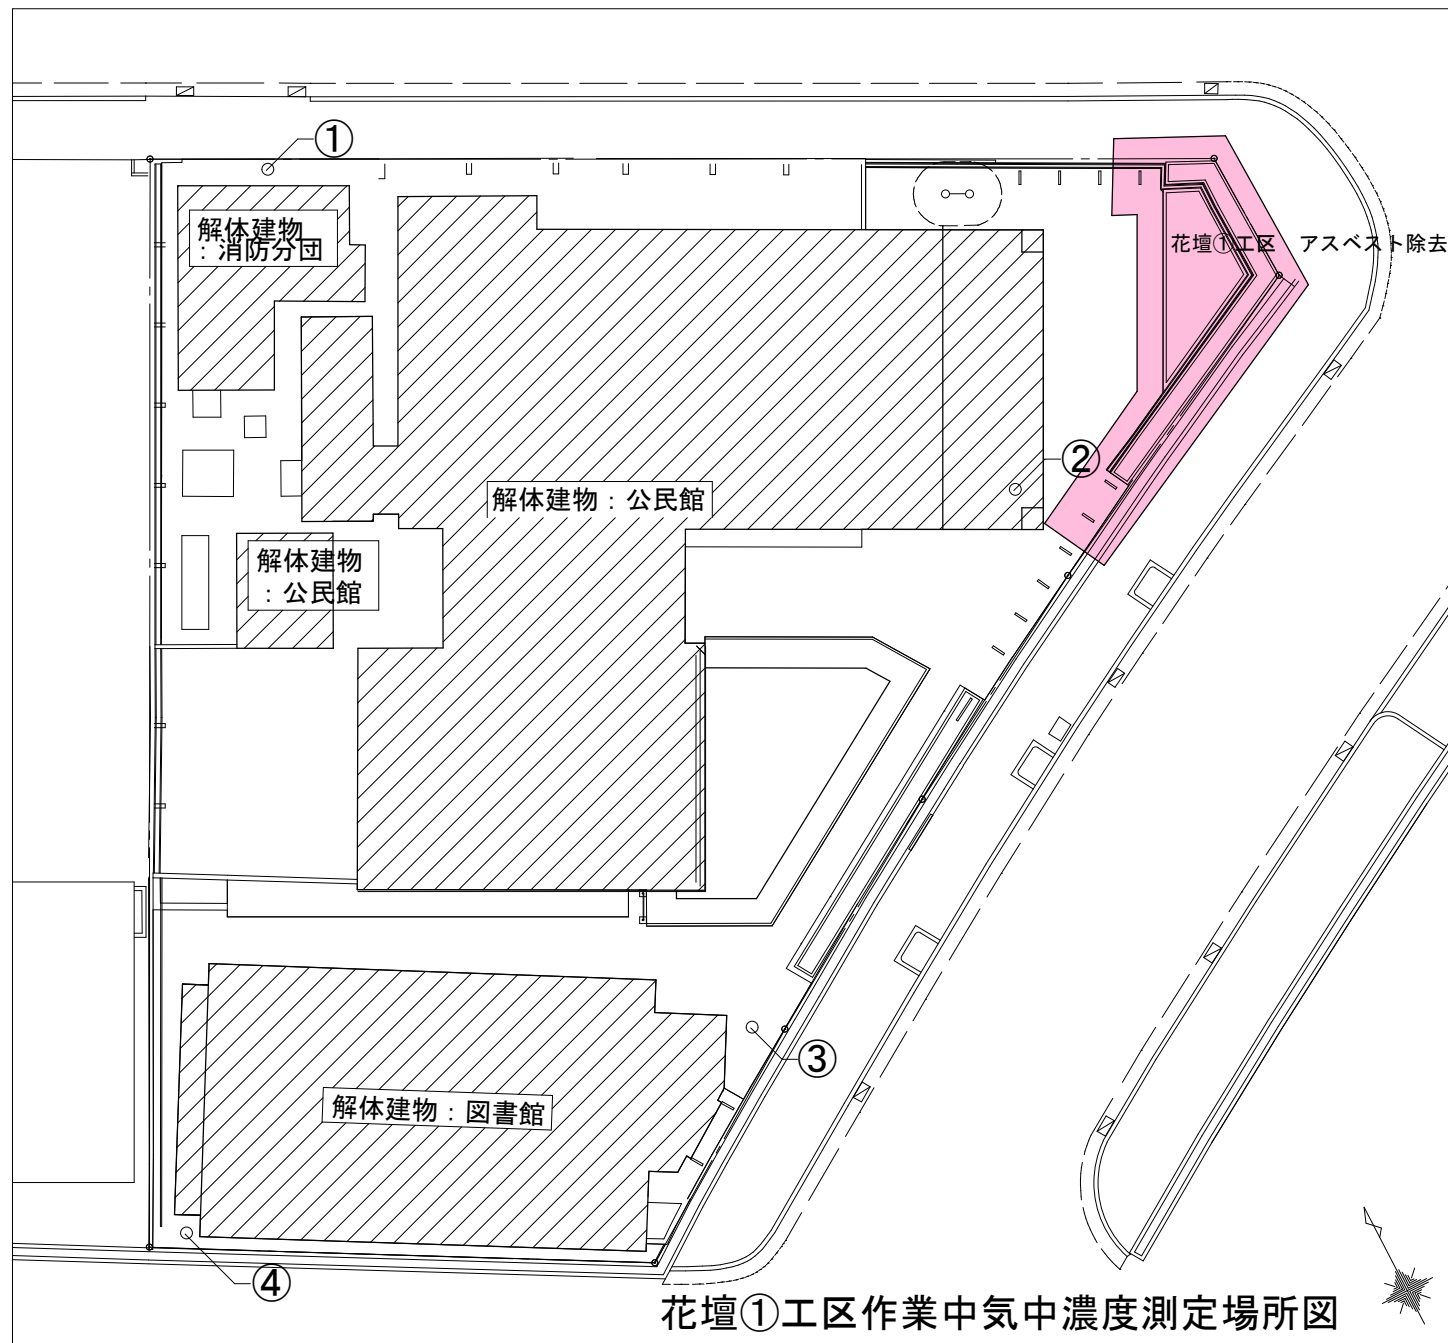 ①
解体建物
：消防分団
花壇①工区　アスベスト除去
②
解体建物：公民館
解体建物
：公民館
③
解体建物：図書館
④
花壇①工区作業中気中濃度測定場所図